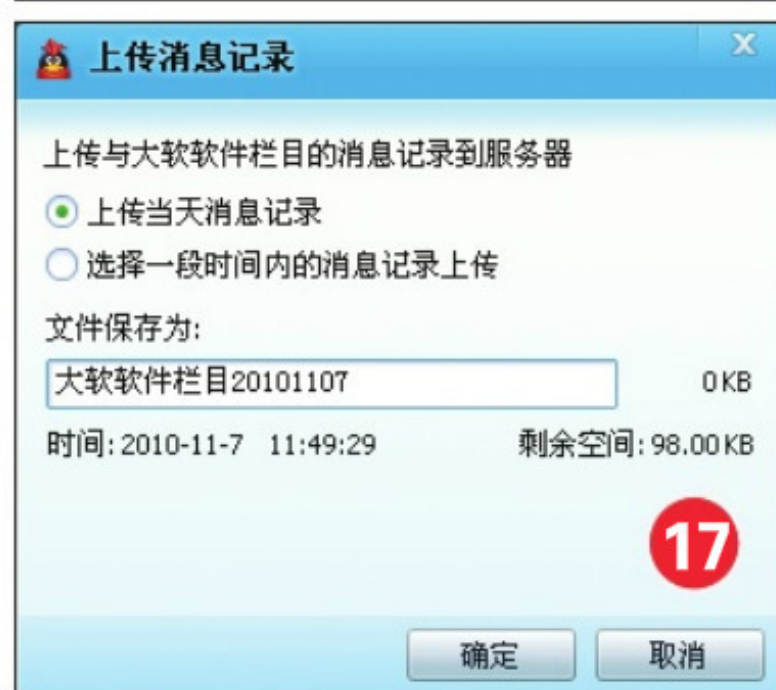 上传消息记录
上传与大软软件栏目的消息记录到服务器
上传当天消息记录
选择一段时间内的消息记录上传
文件保存为:
大软软件栏目20101107 0KB
时间:2010-11-7 11:49:29 剩余空间:98.00KB
17
确定 取消